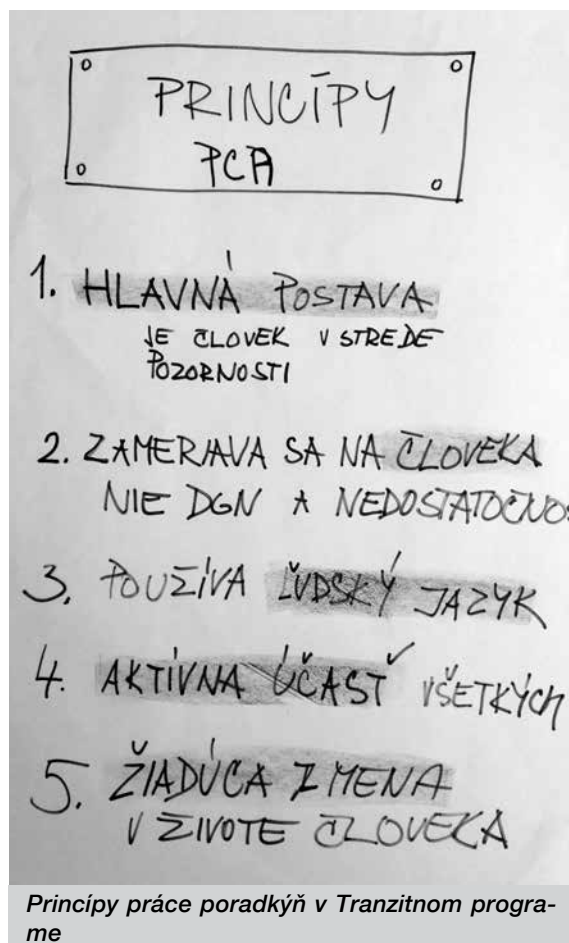 PRINCÍPY
PCA
1. HLAVNÁ POSTAVA
JE ČLOVEK V STREDE
POZORNOSTI
2. ZAMERIAVA SA NA ČLOVEKA
NIE DGN A NEDOSTATOČNOS
3. POUŽÍVA ĽUDSKÝ JAZYK
4. AKTÍVNA ÚČASŤ VŠETKÝCH
5. ŽIADÚCA ZMENA
V ŽIVOTE ČLOVEKA
Princípy práce poradkýň v Tranzitnom progra-
me